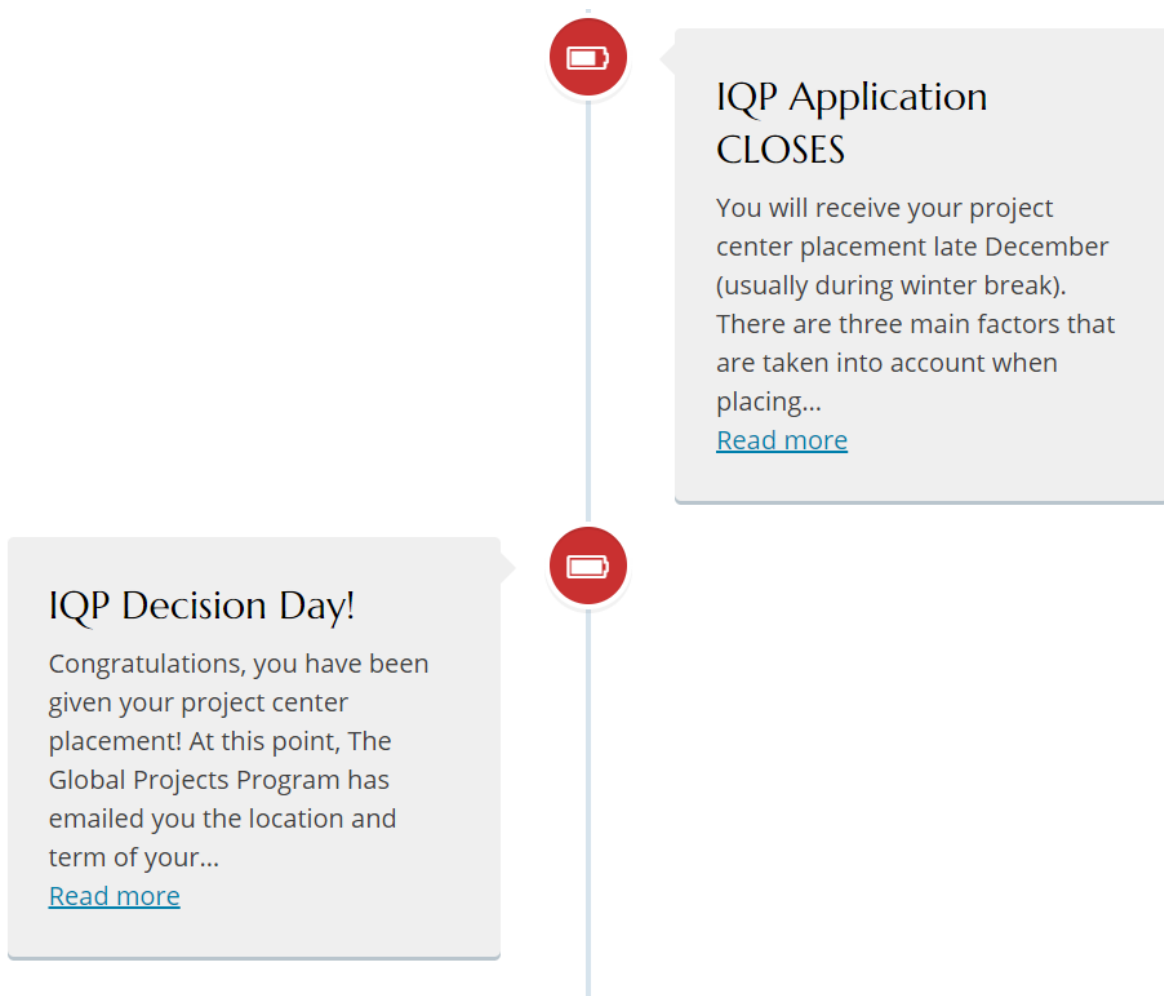 IQP Application
CLOSES
You will receive your project
center placement late December
(usually during winter break).
There are three main factors that
are taken into account when
placing...
Read more
IQP Decision Day!
Congratulations, you have been
given your project center
placement! At this point, The
Global Projects Program has
emailed you the location and
term of your...
Read more